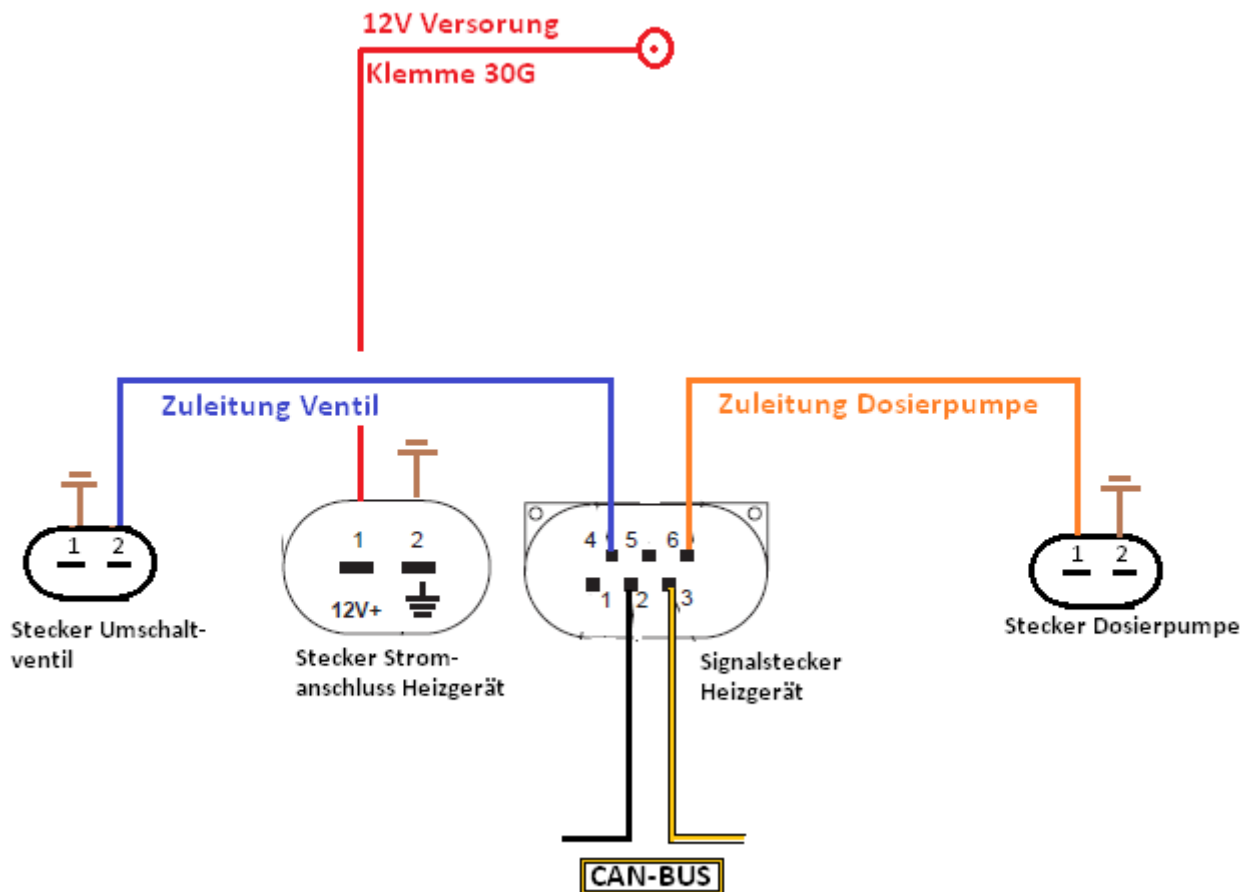 12V Versorung
Klemme 30G
Zuleitung Ventil
Zuleitung Dosierpumpe
1 2
1 2
12V+
4 5 6
1 2 3
1 2
Stecker Umschalt-
ventil
Stecker Strom-
anschluss Heizgerät
Signalstecker
Heizgerät
Stecker Dosierpumpe
CAN-BUS